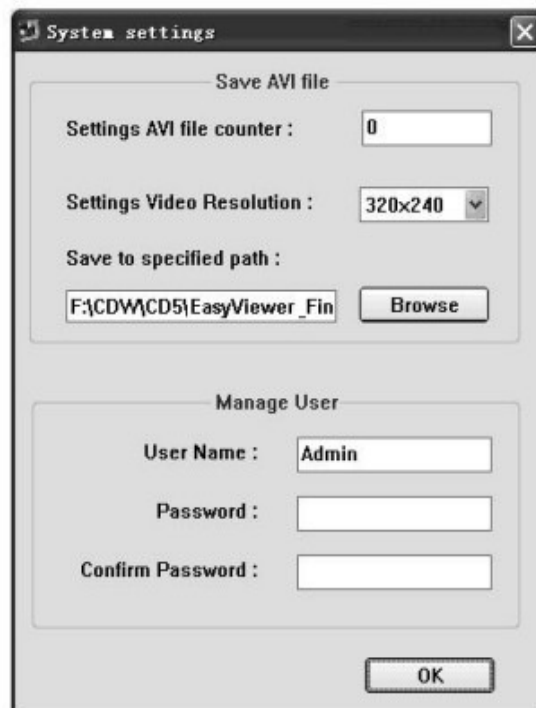 System settings
Save AVI file
Settings AVI file counter : 0
Settings Video Resolution : 320x240
Save to specified path :
F:\CDW\CD5\EasyViewer_Fin Browse
Manage User
User Name : Admin
Password :
Confirm Password :
OK